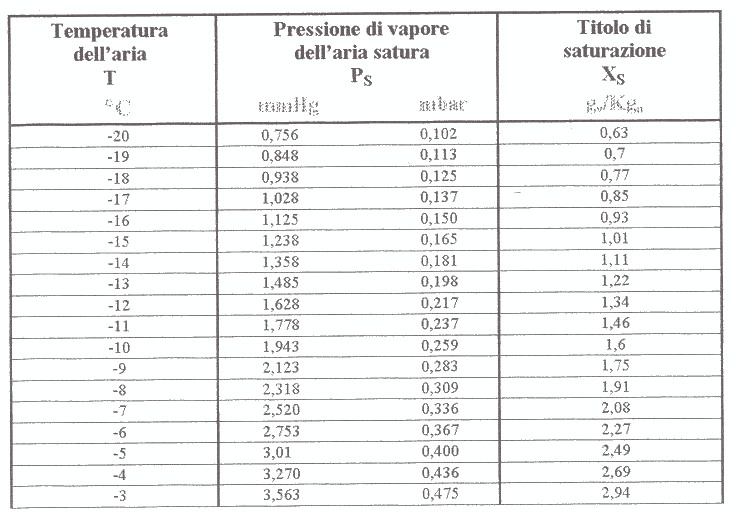 Temperatura dell'aria T °C
Pressione di vapore dell'aria satura PS mmHg mbar
Titolo di saturazione XS gv/Kga
-20 0,756 0,102 0,63
-19 0,848 0,113 0,7
-18 0,938 0,125 0,77
-17 1,028 0,137 0,85
-16 1,125 0,150 0,93
-15 1,238 0,165 1,01
-14 1,358 0,181 1,11
-13 1,485 0,198 1,22
-12 1,628 0,217 1,34
-11 1,778 0,237 1,46
-10 1,943 0,259 1,6
-9 2,123 0,283 1,75
-8 2,318 0,309 1,91
-7 2,520 0,336 2,08
-6 2,753 0,367 2,27
-5 3,01 0,400 2,49
-4 3,270 0,436 2,69
-3 3,563 0,475 2,94